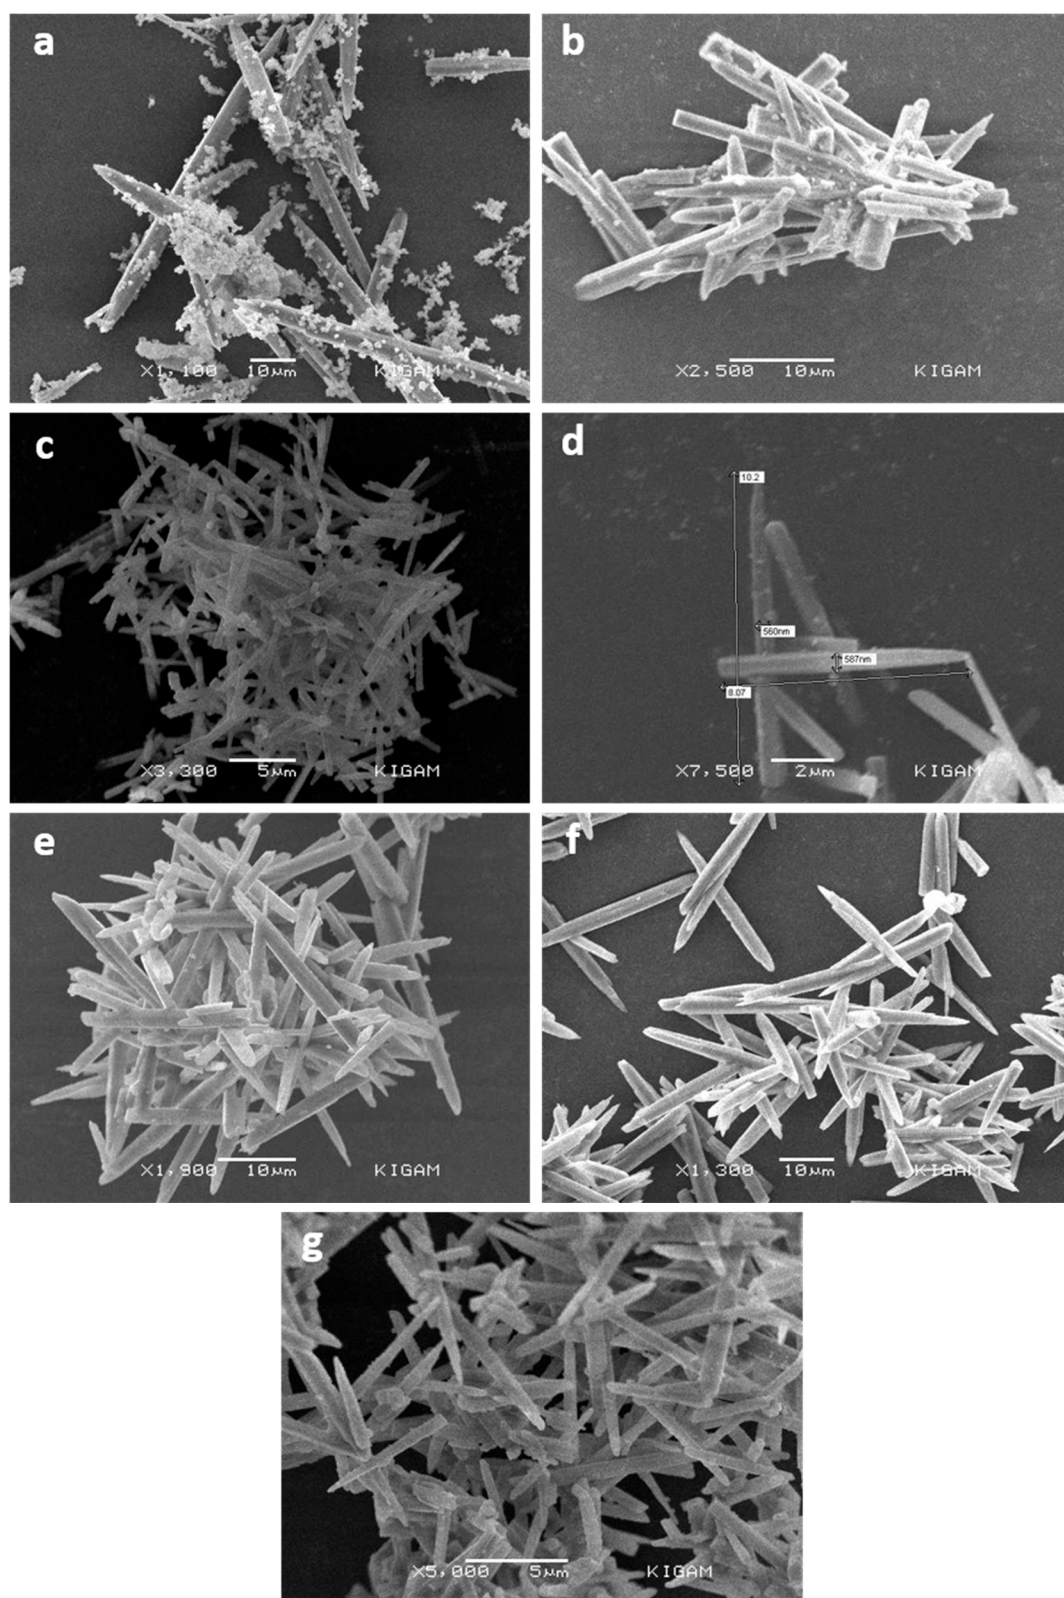 a
X1,100 10μm KIGAM
b
X2,500 10μm KIGAM
c
X3,300 5μm KIGAM
d
10.2
560nm
587nm
8.07
X7,500 2μm KIGAM
e
X1,900 10μm KIGAM
f
X1,300 10μm KIGAM
g
X5,000 5μm KIGAM